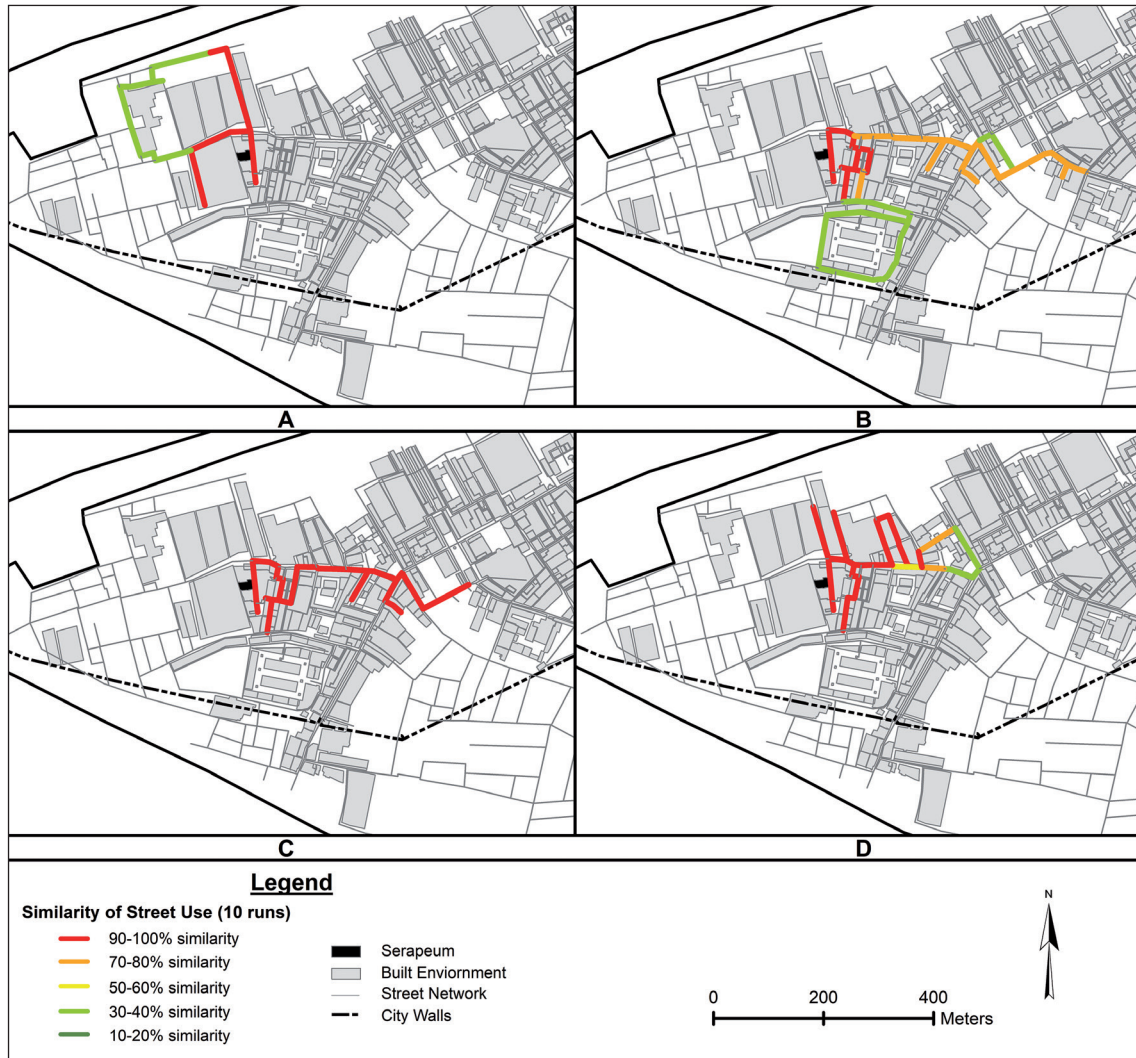 A
B
C
D
Legend
Similarity of Street Use (10 runs)
90-100% similarity
70-80% similarity
50-60% similarity
30-40% similarity
10-20% similarity
Serapeum
Built Enviornment
Street Network
City Walls
N
0 200 400
Meters